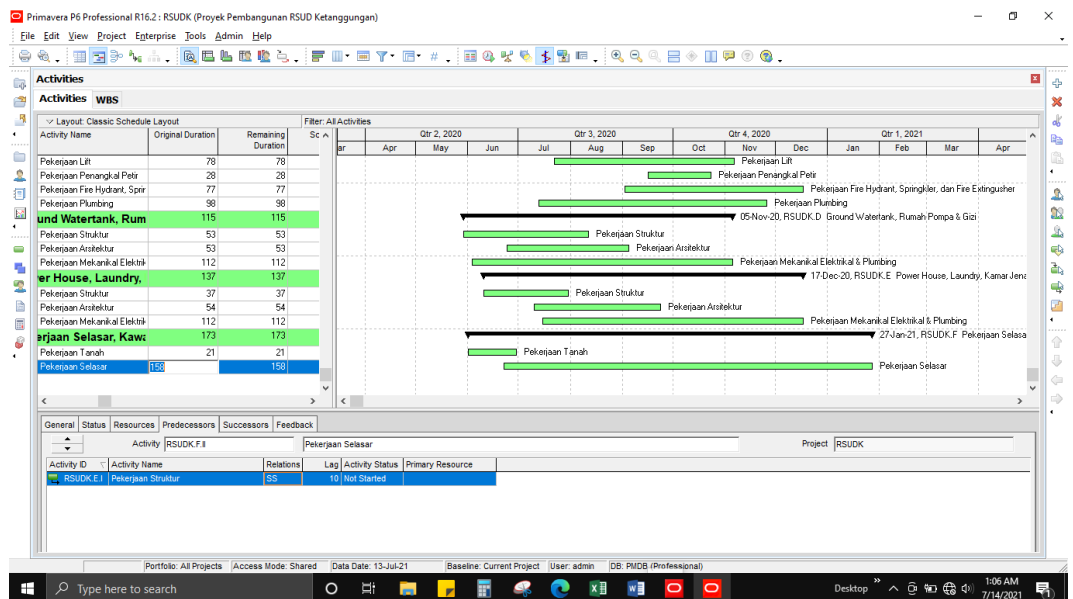 Primavera P6 Professional R16.2 : RSUDK (Proyek Pembangunan RSUD Ketanggungan)
File Edit View Project Enterprise Tools Admin Help
Activities
Activities WBS
Layout: Classic Schedule Layout Filter: All Activities
Activity Name Original Duration Remaining Duration Sc
Qtr 2, 2020 Qtr 3, 2020 Qtr 4, 2020 Qtr 1, 2021
ar Apr May Jun Jul Aug Sep Oct Nov Dec Jan Feb Mar Apr
Pekerjaan Lift 78 78 Pekerjaan Lift
Pekerjaan Penangkal Petir 28 28 Pekerjaan Penangkal Petir
Pekerjaan Fire Hydrant, Sprir 77 77 Pekerjaan Fire Hydrant, Springkler, dan Fire Extingusher
Pekerjaan Plumbing 98 98 Pekerjaan Plumbing
und Watertank, Rum 115 115 05-Nov-20, RSUDK.D Ground Watertank, Rumah Pompa & Gizi
Pekerjaan Struktur 53 53 Pekerjaan Struktur
Pekerjaan Arsitektur 53 53 Pekerjaan Arsitektur
Pekerjaan Mekanikal Elektrik 112 112 Pekerjaan Mekanikal Elektrikal & Plumbing
er House, Laundry, 137 137 17-Dec-20, RSUDK.E Power House, Laundry, Kamar Jena
Pekerjaan Struktur 37 37 Pekerjaan Struktur
Pekerjaan Arsitektur 54 54 Pekerjaan Arsitektur
Pekerjaan Mekanikal Elektrik 112 112 Pekerjaan Mekanikal Elektrikal & Plumbing
erjaan Selasar, Kawa 173 173 27-Jan-21, RSUDK.F Pekerjaan Selasa
Pekerjaan Tanah 21 21 Pekerjaan Tanah
Pekerjaan Selasar 158 158 Pekerjaan Selasar
General Status Resources Predecessors Successors Feedback
Activity RSUDK.F.II Pekerjaan Selasar Project RSUDK
Activity ID Activity Name Relations Lag Activity Status Primary Resource
RSUDK.E.I Pekerjaan Struktur SS 10 Not Started
Portfolio: All Projects Access Mode: Shared Data Date: 13-Jul-21 Baseline: Current Project User: admin DB: PMDB (Professional)
Type here to search Desktop 1:06 AM
7/14/2021